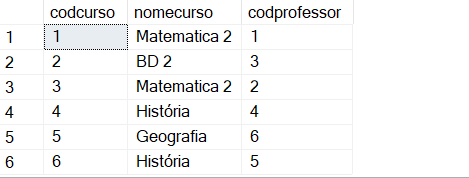 codcurso nomecurso codprofessor
1 1 Matematica 2 1
2 2 BD 2 3
3 3 Matematica 2 2
4 4 História 4
5 5 Geografia 6
6 6 História 5